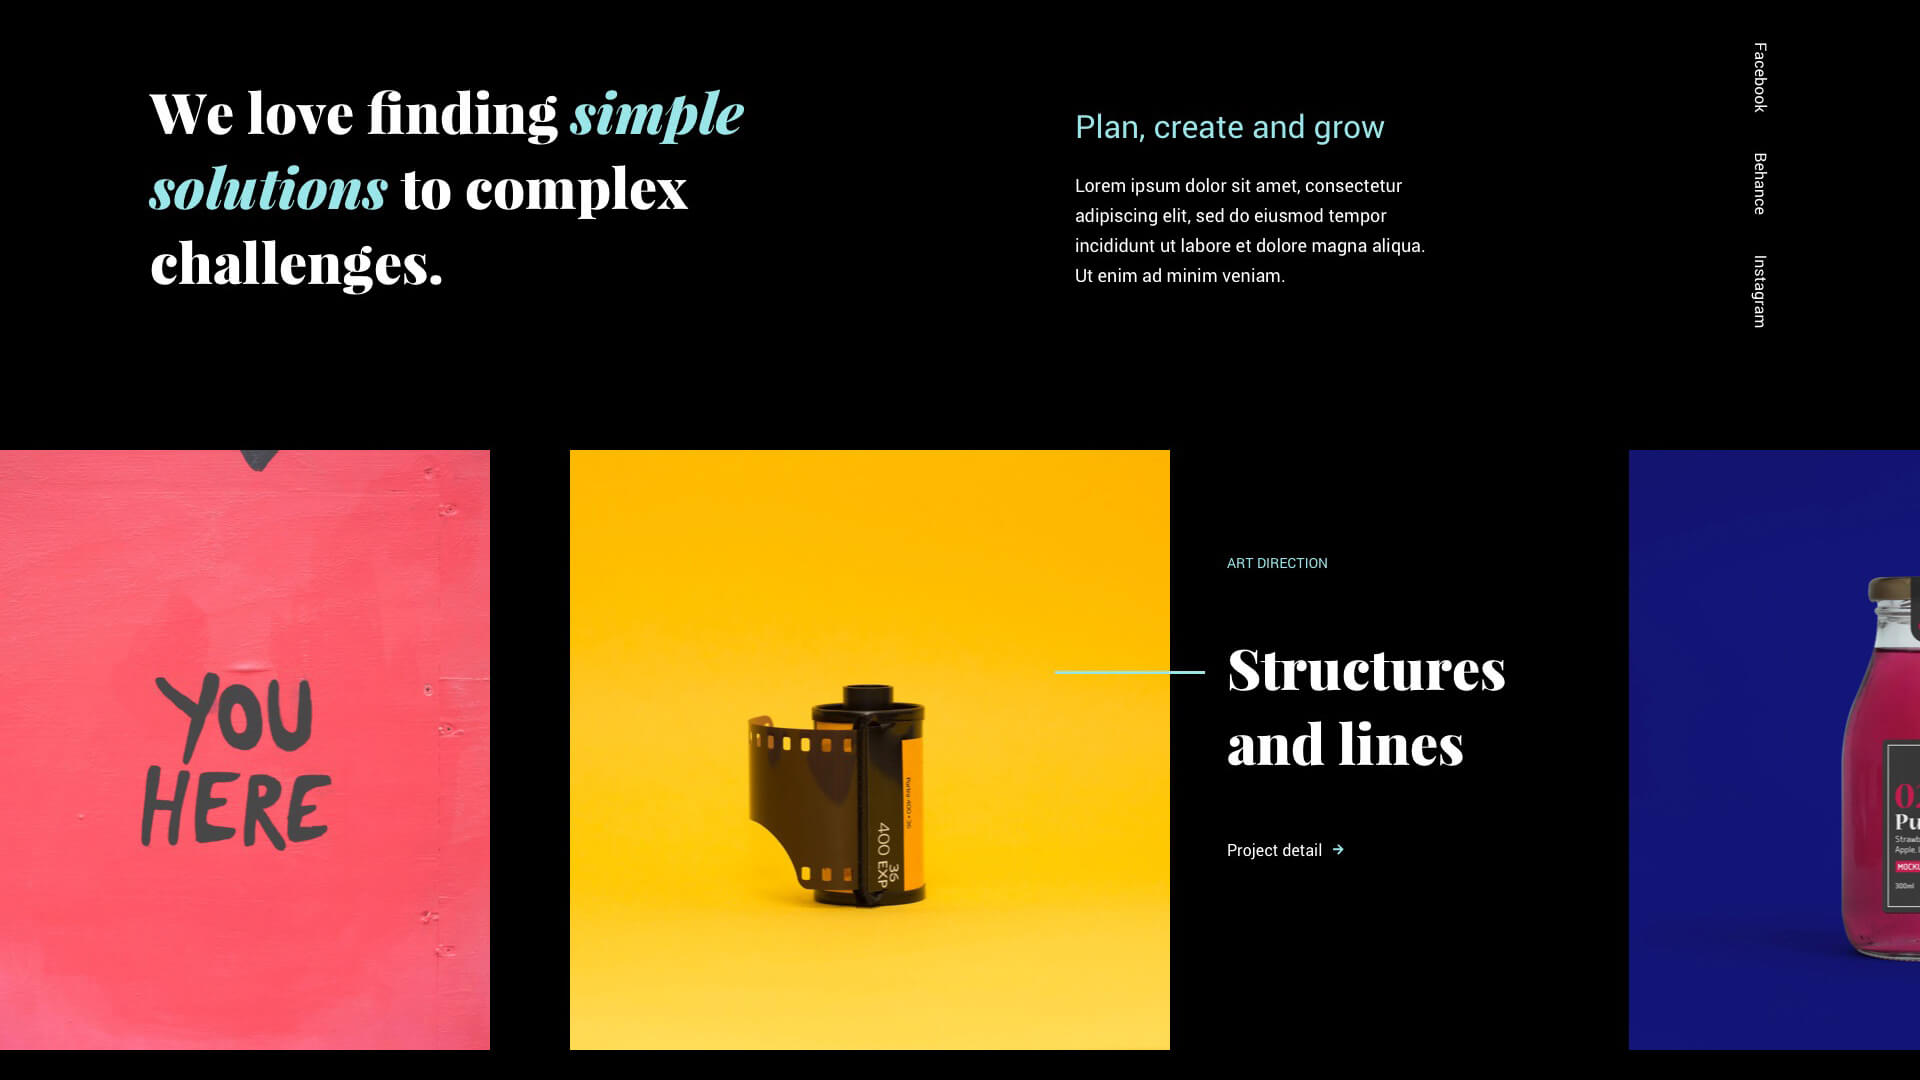 We love finding simple
solutions to complex
challenges.
Plan, create and grow
Lorem ipsum dolor sit amet, consectetur
adipiscing elit, sed do eiusmod tempor
incididunt ut labore et dolore magna aliqua.
Ut enim ad minim veniam.
Facebook
Behance
Instagram
YOU
HERE
400
36
EXP
ART DIRECTION
Structures
and lines
Project detail
300ml